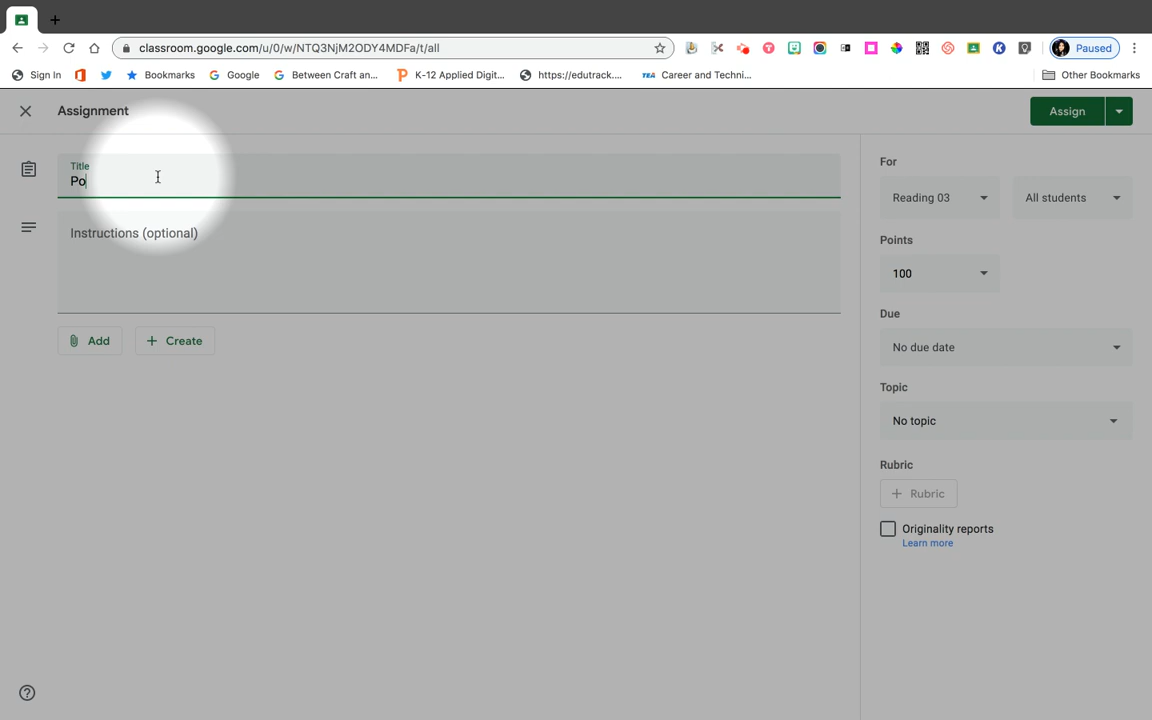 classroom.google.com/u/0/w/NTQ3NjM2ODY4MDFa/t/all
Paused
Sign In
Bookmarks
Google
Between Craft an...
K-12 Applied Digit...
https://edutrack....
TEA Career and Techni...
Other Bookmarks
Assignment
Assign
Title
Po
Instructions (optional)
Add
+ Create
For
Reading 03
All students
Points
100
Due
No due date
Topic
No topic
Rubric
+ Rubric
Originality reports
Learn more